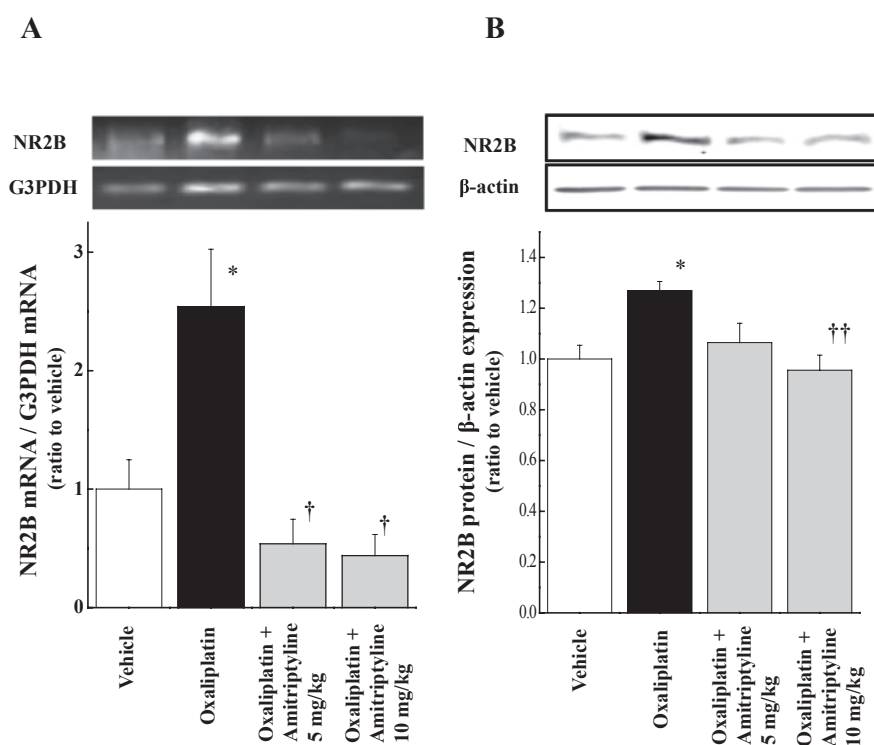 A
NR2B
G3PDH
NR2B mRNA / G3PDH mRNA
(ratio to vehicle)
3
2
1
0
*
†
†
Vehicle
Oxaliplatin
Oxaliplatin +
Amitriptyline
5 mg/kg
Oxaliplatin +
Amitriptyline
10 mg/kg
B
NR2B
β-actin
NR2B protein / β-actin expression
(ratio to vehicle)
1.4
1.2
1.0
0.8
0.6
0.4
0.2
0.0
*
††
Vehicle
Oxaliplatin
Oxaliplatin +
Amitriptyline
5 mg/kg
Oxaliplatin +
Amitriptyline
10 mg/kg